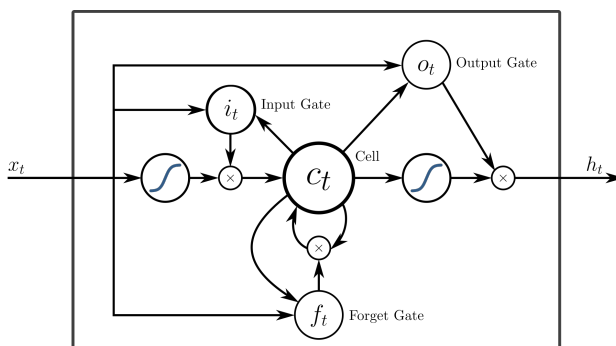 o_t Output Gate
i_t Input Gate
x_t
×
c_t
Cell
×
h_t
×
f_t Forget Gate